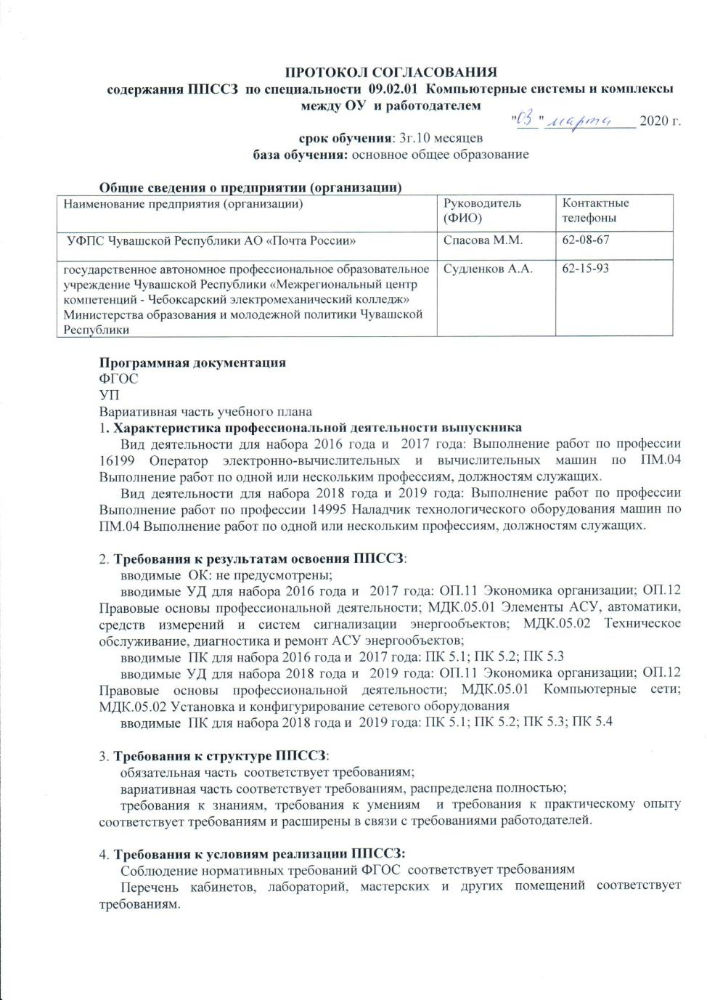 ПРОТОКОЛ СОГЛАСОВАНИЯ
содержания ППССЗ по специальности 09.02.01 Компьютерные системы и комплексы
между ОУ и работодателем
"03" марта 2020 г.
срок обучения: 3г.10 месяцев
база обучения: основное общее образование
Общие сведения о предприятии (организации)
Наименование предприятия (организации) Руководитель (ФИО) Контактные телефоны
УФПС Чувашской Республики АО «Почта России» Спасова М.М. 62-08-67
государственное автономное профессиональное образовательное Судленков А.А. 62-15-93
учреждение Чувашской Республики «Межрегиональный центр
компетенций - Чебоксарский электромеханический колледж»
Министерства образования и молодежной политики Чувашской
Республики
Программная документация
ФГОС
УП
Вариативная часть учебного плана
1. Характеристика профессиональной деятельности выпускника
Вид деятельности для набора 2016 года и 2017 года: Выполнение работ по профессии
16199 Оператор электронно-вычислительных и вычислительных машин по ПМ.04
Выполнение работ по одной или нескольким профессиям, должностям служащих.
Вид деятельности для набора 2018 года и 2019 года: Выполнение работ по профессии
Выполнение работ по профессии 14995 Наладчик технологического оборудования машин по
ПМ.04 Выполнение работ по одной или нескольким профессиям, должностям служащих.
2. Требования к результатам освоения ППССЗ:
вводимые ОК: не предусмотрены;
вводимые УД для набора 2016 года и 2017 года: ОП.11 Экономика организации; ОП.12
Правовые основы профессиональной деятельности; МДК.05.01 Элементы АСУ, автоматики,
средств измерений и систем сигнализации энергообъектов; МДК.05.02 Техническое
обслуживание, диагностика и ремонт АСУ энергообъектов;
вводимые ПК для набора 2016 года и 2017 года: ПК 5.1; ПК 5.2; ПК 5.3
вводимые УД для набора 2018 года и 2019 года: ОП.11 Экономика организации; ОП.12
Правовые основы профессиональной деятельности; МДК.05.01 Компьютерные сети;
МДК.05.02 Установка и конфигурирование сетевого оборудования
вводимые ПК для набора 2018 года и 2019 года: ПК 5.1; ПК 5.2; ПК 5.3; ПК 5.4
3. Требования к структуре ППССЗ:
обязательная часть соответствует требованиям;
вариативная часть соответствует требованиям, распределена полностью;
требования к знаниям, требования к умениям и требования к практическому опыту
соответствует требованиям и расширены в связи с требованиями работодателей.
4. Требования к условиям реализации ППССЗ:
Соблюдение нормативных требований ФГОС соответствует требованиям
Перечень кабинетов, лабораторий, мастерских и других помещений соответствует
требованиям.